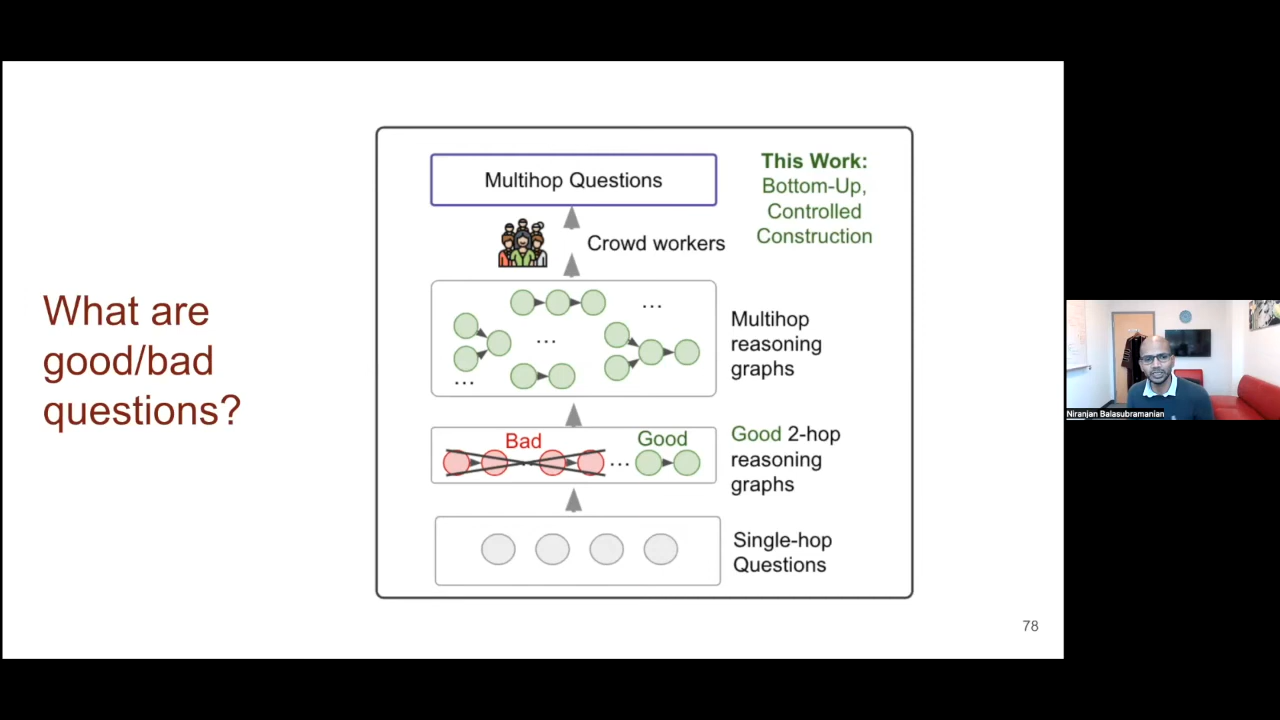 What are
good/bad
questions?
Multihop Questions
This Work:
Bottom-Up,
Controlled
Construction
Crowd workers
...
...
...
Multihop
reasoning
graphs
Bad
...
Good
Good 2-hop
reasoning
graphs
Single-hop
Questions
78
Niranjan Balasubramanian